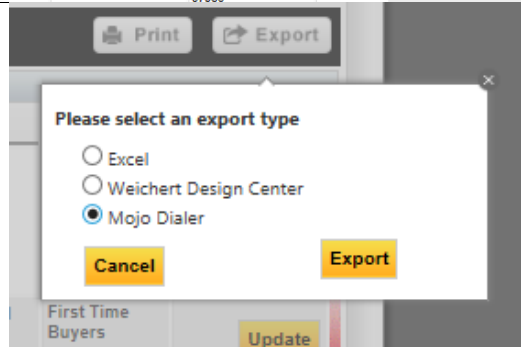 Print Export
Please select an export type
Excel
Weichert Design Center
Mojo Dialer
Cancel Export
First Time
Buyers
Update